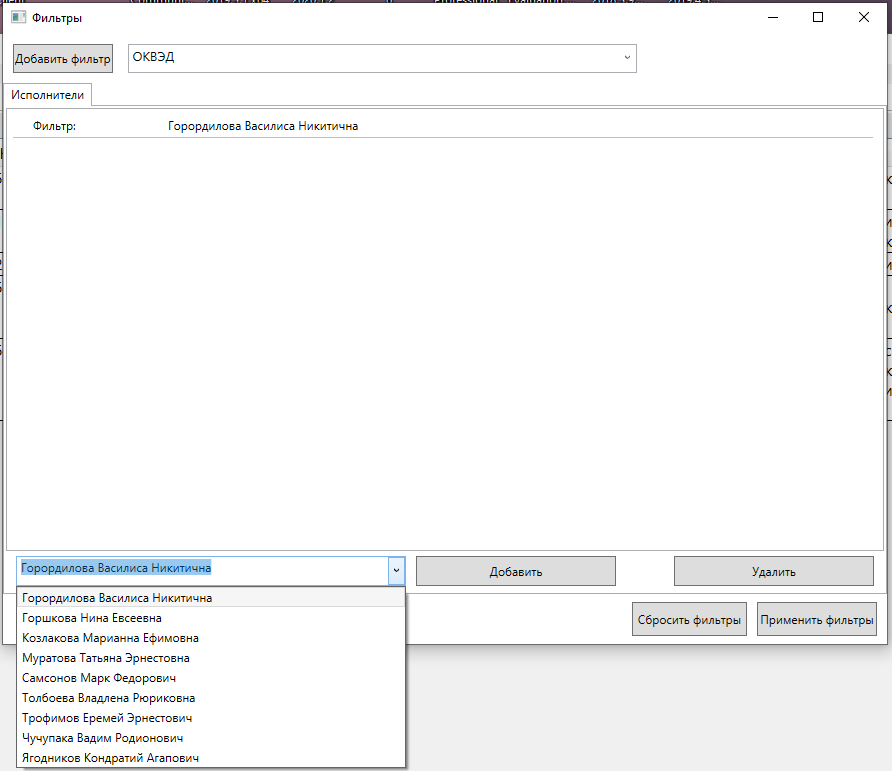 Фильтры
Добавить фильтр
ОКВЭД
Исполнители
Фильтр: Горордилова Василиса Никитична
Горордилова Василиса Никитична
Добавить
Удалить
Горордилова Василиса Никитична
Горшкова Нина Евсеевна
Козлакова Марианна Ефимовна
Муратова Татьяна Эрнестовна
Самсонов Марк Федорович
Толбоева Владлена Рюриковна
Трофимов Еремей Эрнестович
Чучупака Вадим Родионович
Ягодников Кондратий Агапович
Сбросить фильтры
Применить фильтры